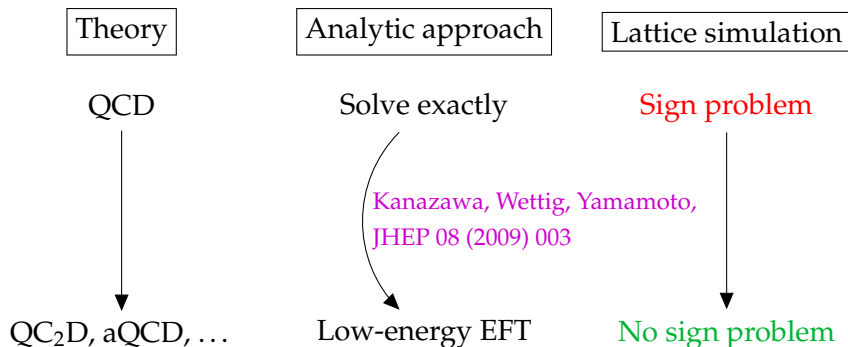 Theory Analytic approach Lattice simulation
QCD Solve exactly Sign problem
Kanazawa, Wettig, Yamamoto,
JHEP 08 (2009) 003
QC₂D, aQCD, ... Low-energy EFT No sign problem